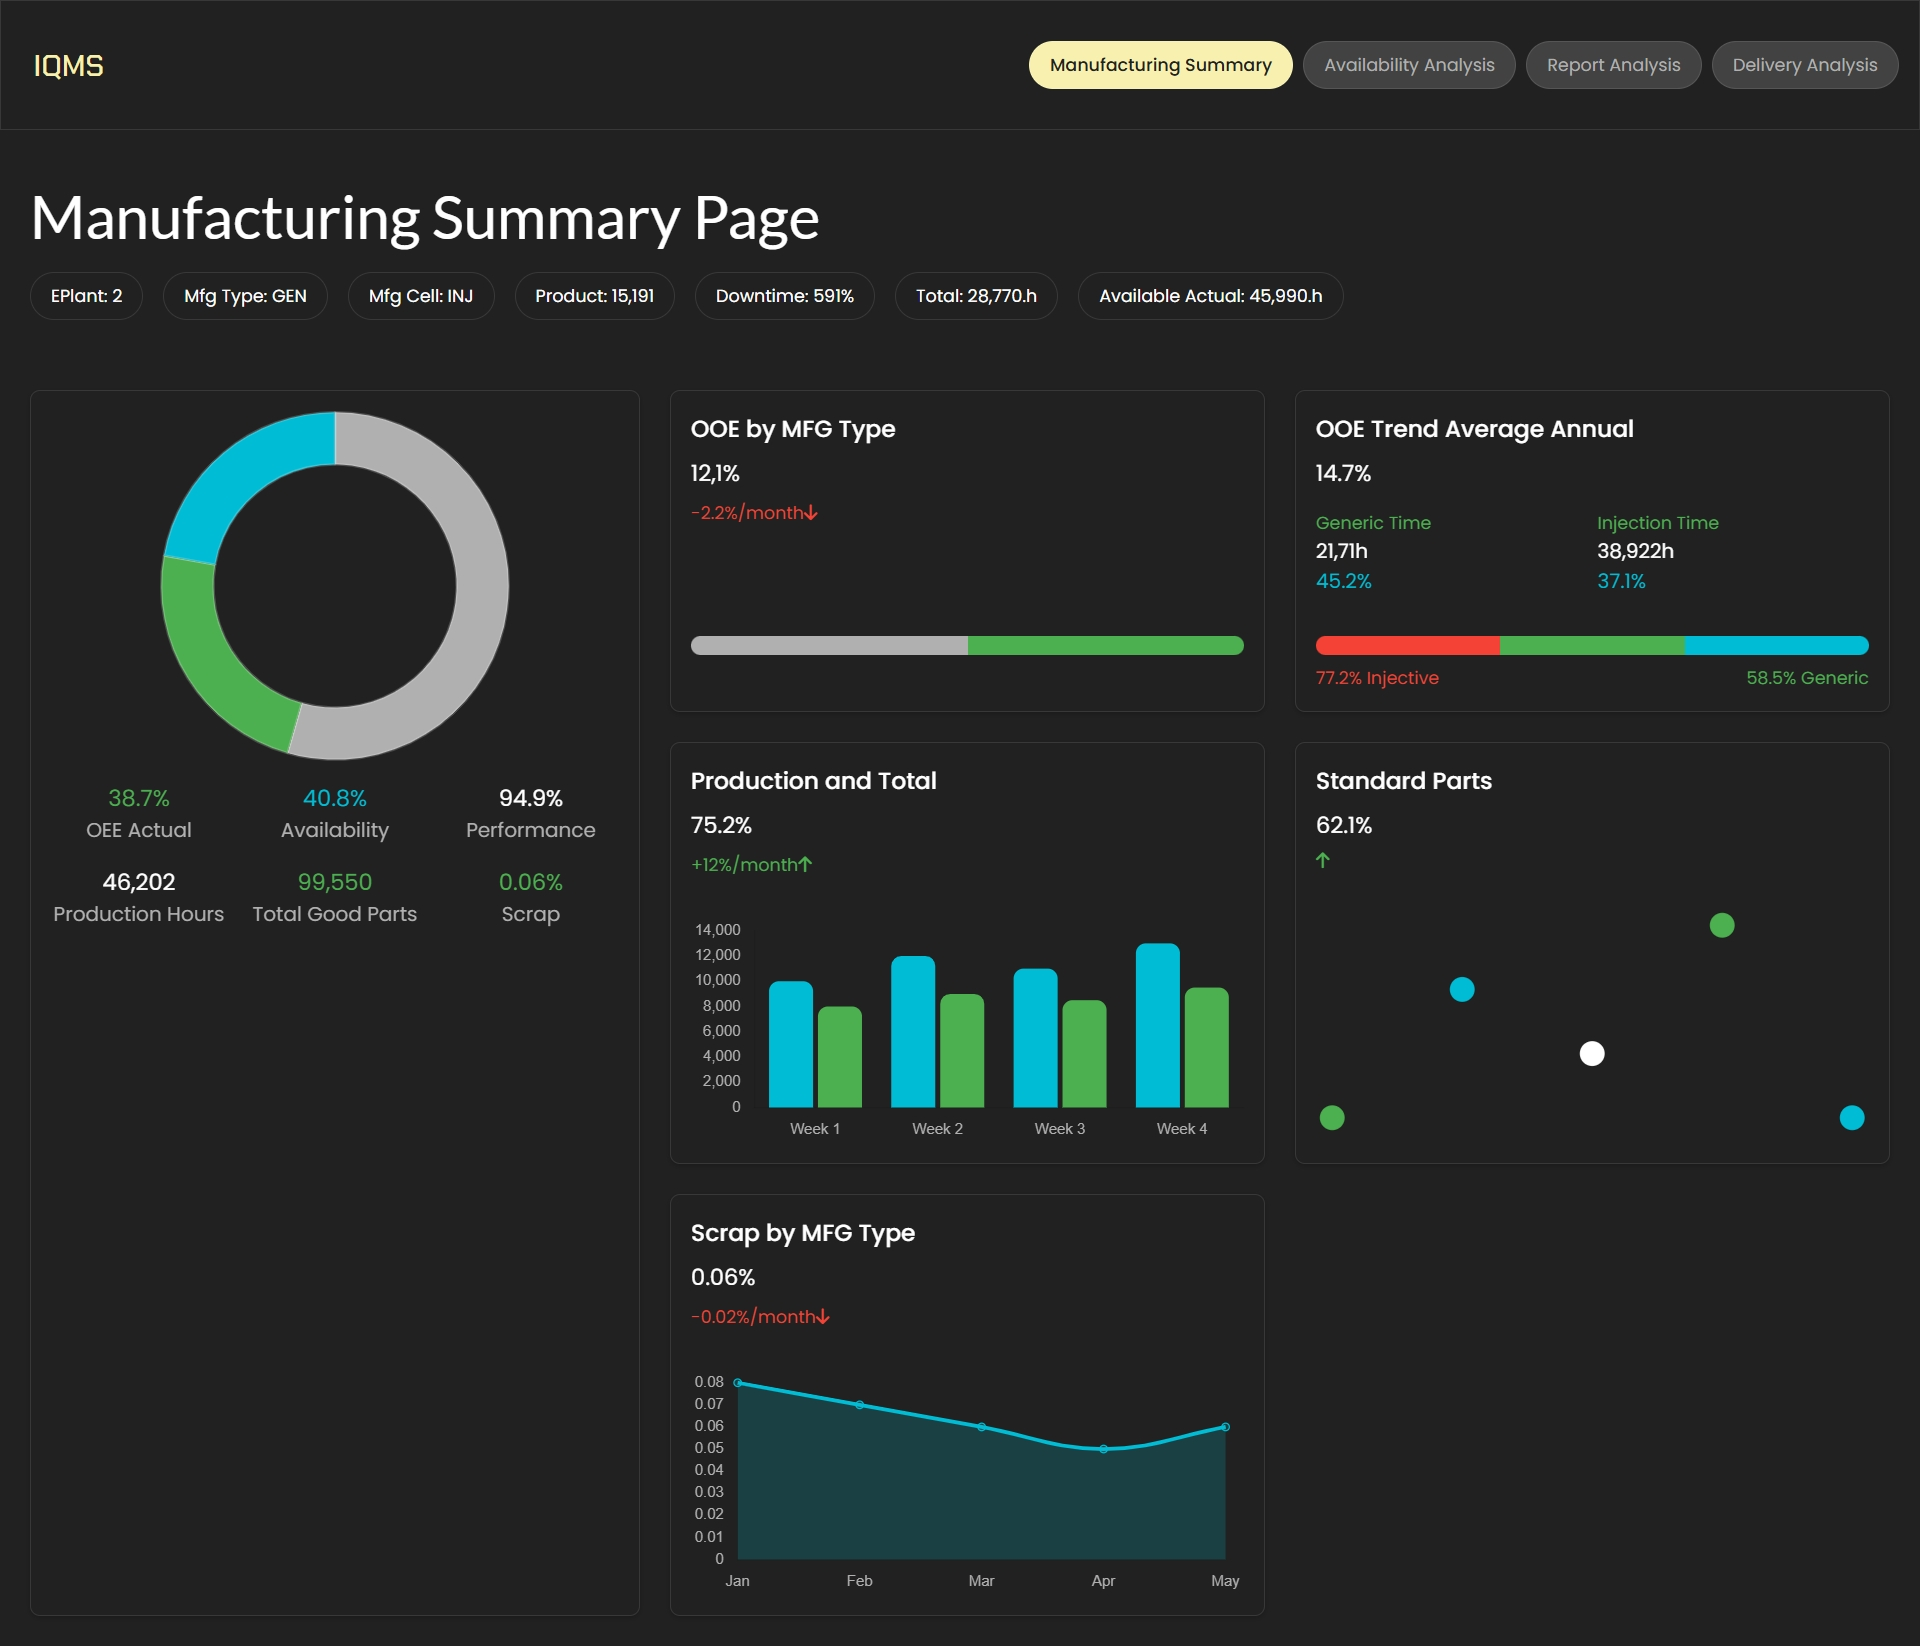 IQMS
Manufacturing Summary
Availability Analysis
Report Analysis
Delivery Analysis
Manufacturing Summary Page
EPlant: 2
Mfg Type: GEN
Mfg Cell: INJ
Product: 15,191
Downtime: 591%
Total: 28,770.h
Available Actual: 45,990.h
38.7%
OEE Actual
40.8%
Availability
94.9%
Performance
46,202
Production Hours
99,550
Total Good Parts
0.06%
Scrap
OOE by MFG Type
12,1%
-2.2%/month↓
OOE Trend Average Annual
14.7%
Generic Time
21,71h
45.2%
Injection Time
38,922h
37.1%
77.2% Injective
58.5% Generic
Production and Total
75.2%
+12%/month↑
14,000
12,000
10,000
8,000
6,000
4,000
2,000
0
Week 1
Week 2
Week 3
Week 4
Standard Parts
62.1%
↑
Scrap by MFG Type
0.06%
-0.02%/month↓
0.08
0.07
0.06
0.05
0.04
0.03
0.02
0.01
0
Jan
Feb
Mar
Apr
May